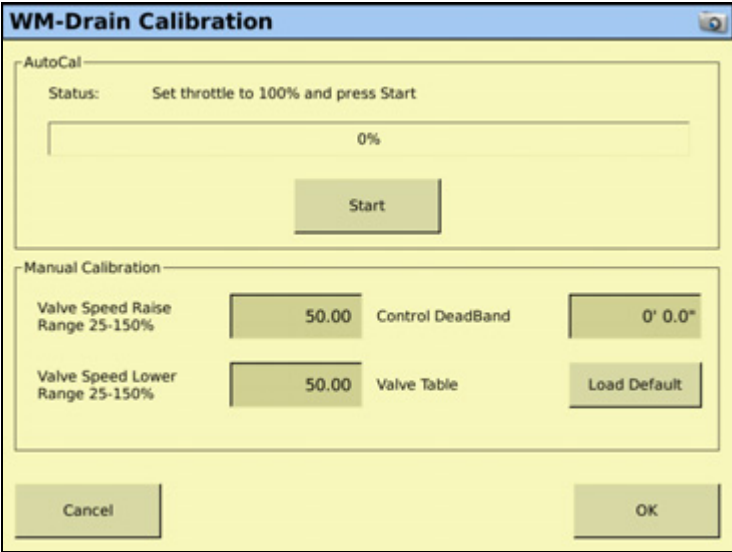 WM-Drain Calibration
AutoCal
Status: Set throttle to 100% and press Start
0%
Start
Manual Calibration
Valve Speed Raise
Range 25-150%
50.00
Control DeadBand
0' 0.0"
Valve Speed Lower
Range 25-150%
50.00
Valve Table
Load Default
Cancel
OK